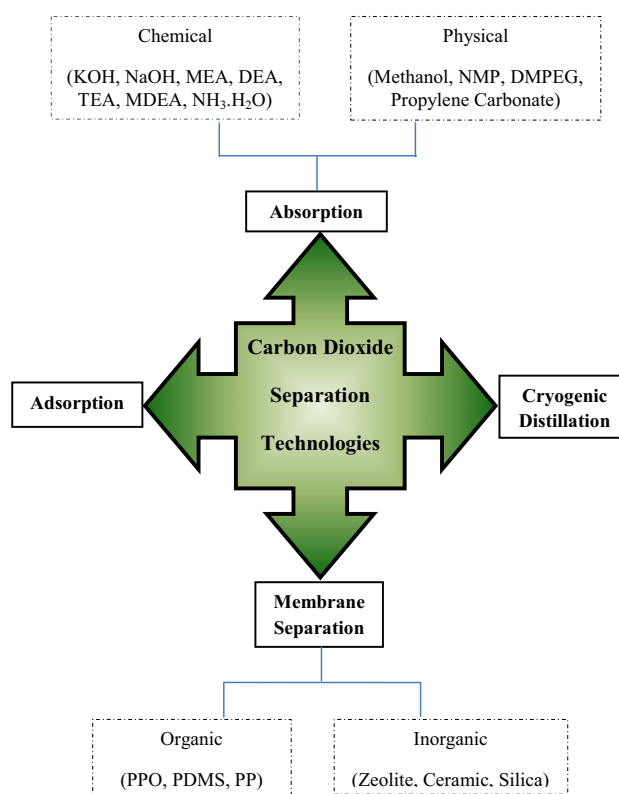 Chemical
(KOH, NaOH, MEA, DEA,
TEA, MDEA, NH₃.H₂O)
Physical
(Methanol, NMP, DMPEG,
Propylene Carbonate)
Absorption
Carbon Dioxide
Separation
Technologies
Adsorption
Cryogenic
Distillation
Membrane
Separation
Organic
(PPO, PDMS, PP)
Inorganic
(Zeolite, Ceramic, Silica)